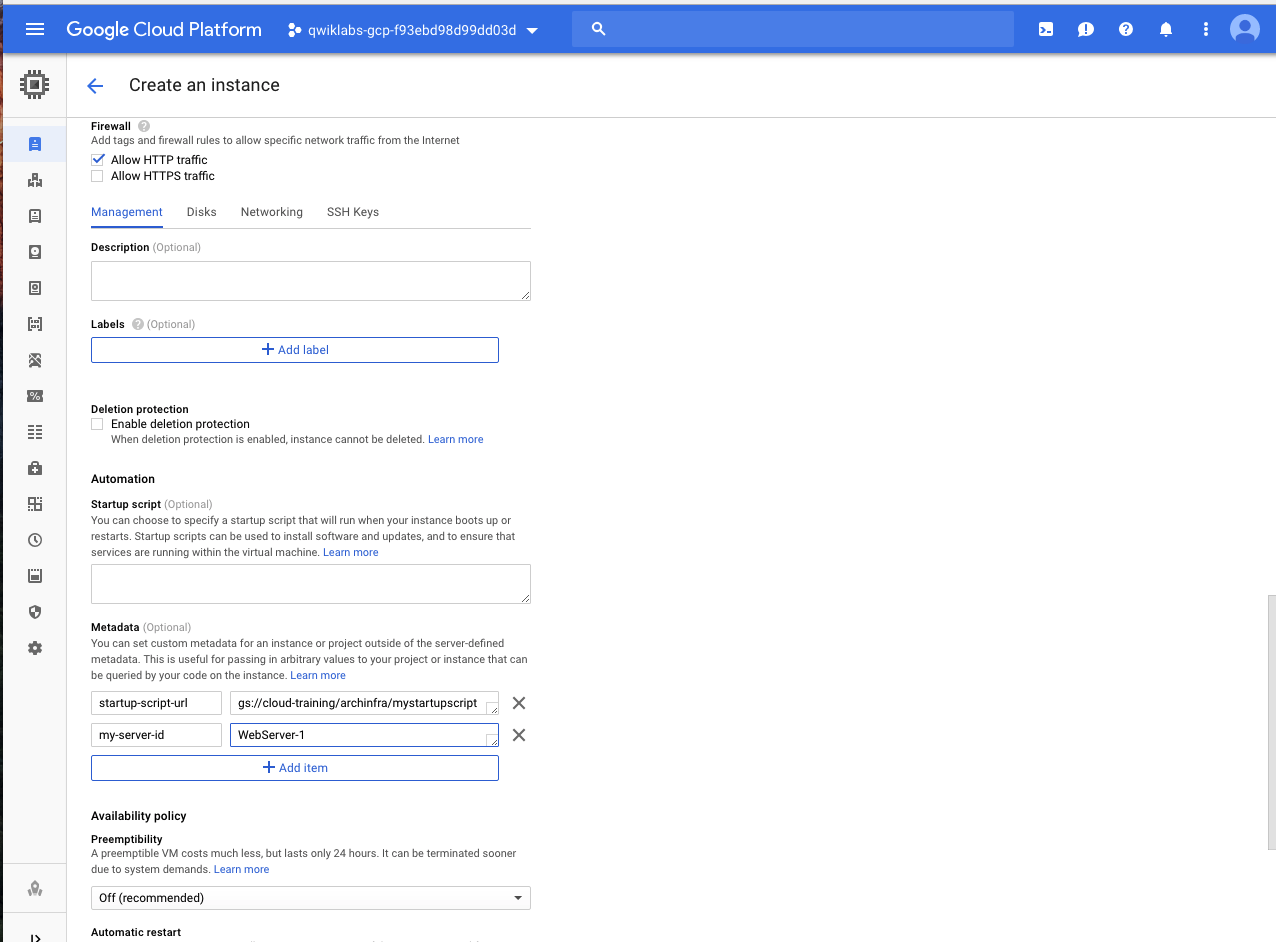 Google Cloud Platform
qwiklabs-gcp-f93ebd98d99dd03d
Create an instance
Firewall
Add tags and firewall rules to allow specific network traffic from the Internet
Allow HTTP traffic
Allow HTTPS traffic
Management Disks Networking SSH Keys
Description (Optional)
Labels (Optional)
Add label
Deletion protection
Enable deletion protection
When deletion protection is enabled, instance cannot be deleted. Learn more
Automation
Startup script (Optional)
You can choose to specify a startup script that will run when your instance boots up or
restarts. Startup scripts can be used to install software and updates, and to ensure that
services are running within the virtual machine. Learn more
Metadata (Optional)
You can set custom metadata for an instance or project outside of the server-defined
metadata. This is useful for passing in arbitrary values to your project or instance that can
be queried by your code on the instance. Learn more
startup-script-url gs://cloud-training/archinfra/mystartupscript
my-server-id WebServer-1
Add item
Availability policy
Preemptibility
A preemptible VM costs much less, but lasts only 24 hours. It can be terminated sooner
due to system demands. Learn more
Off (recommended)
Automatic restart